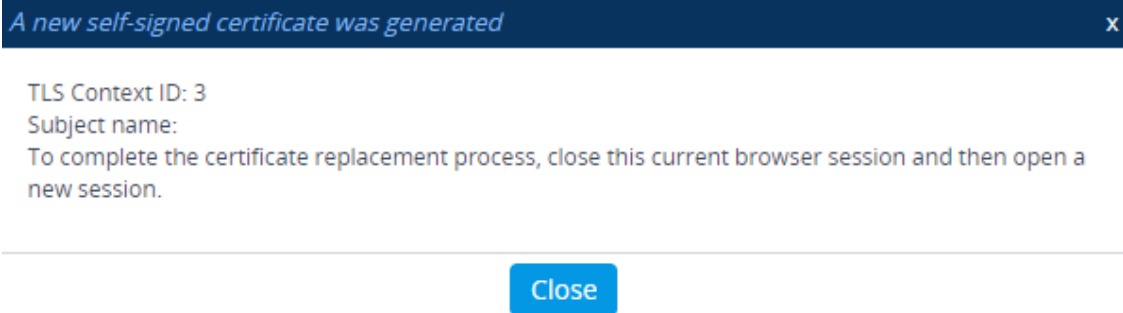 A new self-signed certificate was generated
x
TLS Context ID: 3
Subject name:
To complete the certificate replacement process, close this current browser session and then open a
new session.
Close